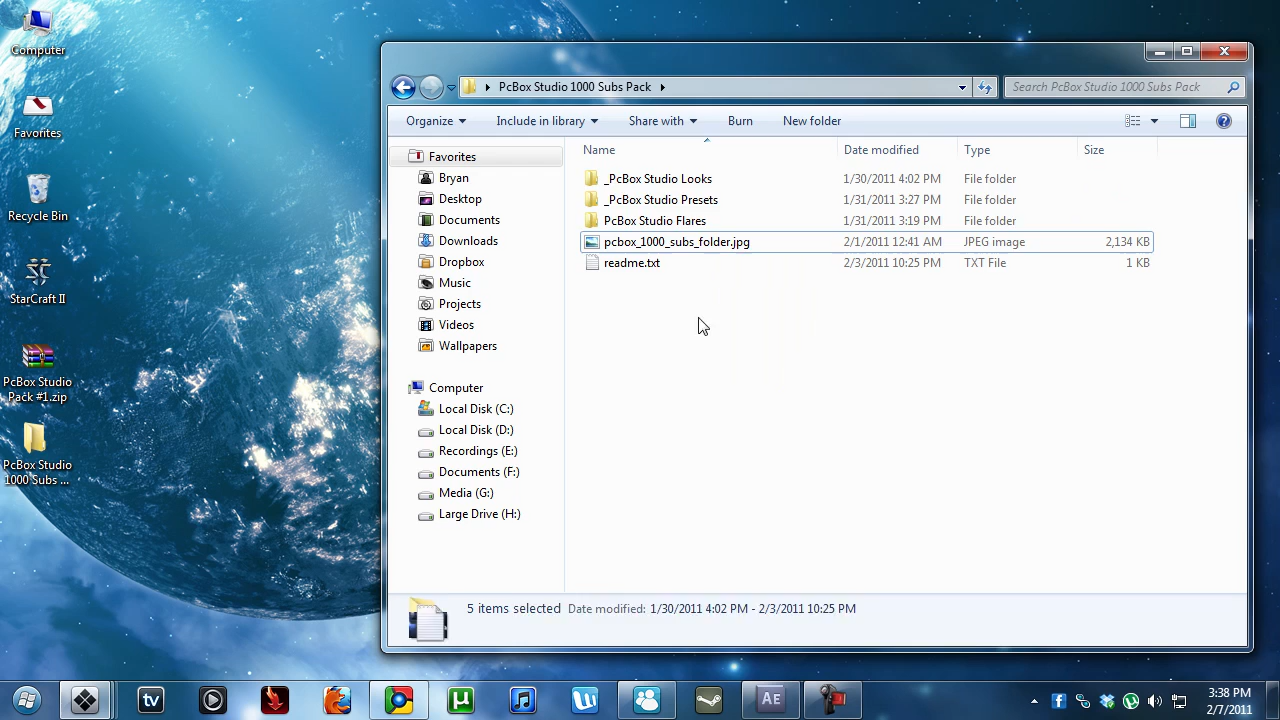 Computer
Favorites
Recycle Bin
StarCraft II
PcBox Studio
Pack #1.zip
PcBox Studio
1000 Subs ...
PcBox Studio 1000 Subs Pack
Search PcBox Studio 1000 Subs Pack
Organize Include in library Share with Burn New folder
Favorites
Bryan
Desktop
Documents
Downloads
Dropbox
Music
Projects
Videos
Wallpapers
Computer
Local Disk (C:)
Local Disk (D:)
Recordings (E:)
Documents (F:)
Media (G:)
Large Drive (H:)
Name Date modified Type Size
_PcBox Studio Looks 1/30/2011 4:02 PM File folder
_PcBox Studio Presets 1/31/2011 3:27 PM File folder
PcBox Studio Flares 1/31/2011 3:19 PM File folder
pcbox_1000_subs_folder.jpg 2/1/2011 12:41 AM JPEG image 2,134 KB
readme.txt 2/3/2011 10:25 PM TXT File 1 KB
5 items selected Date modified: 1/30/2011 4:02 PM - 2/3/2011 10:25 PM
tv
AE
3:38 PM
2/7/2011